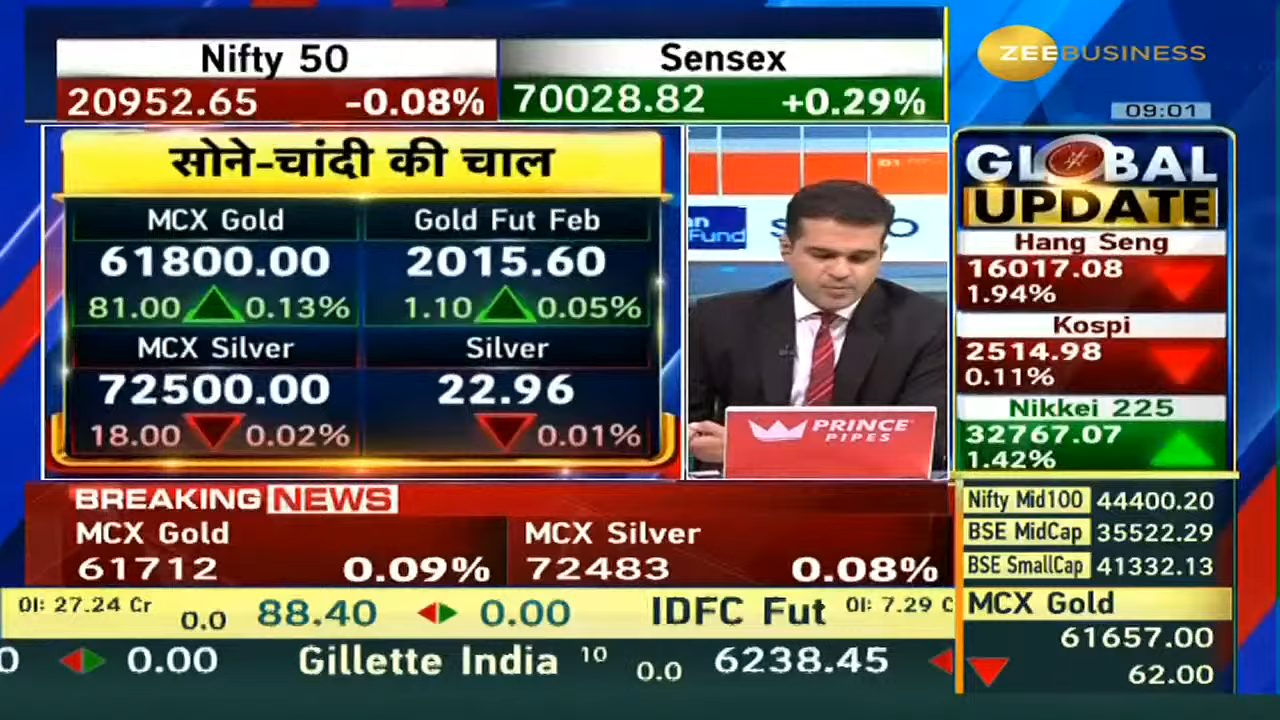 Nifty 50
20952.65 -0.08%
Sensex
70028.82 +0.29%
ZEEBUSINESS
09:01
सोने-चांदी की चाल
MCX Gold
61800.00
81.00 0.13%
Gold Fut Feb
2015.60
1.10 0.05%
MCX Silver
72500.00
18.00 0.02%
Silver
22.96
0.01%
Fund
PRINCE
PIPES
GLOBAL
UPDATE
Hang Seng
16017.08
1.94%
Kospi
2514.98
0.11%
Nikkei 225
32767.07
1.42%
BREAKING NEWS
MCX Gold
61712 0.09%
MCX Silver
72483 0.08%
Nifty Mid100 44400.20
BSE MidCap 35522.29
BSE SmallCap 41332.13
MCX Gold
61657.00
62.00
OI: 27.24 Cr 0.0 88.40 0.00 IDFC Fut OI: 7.29 C
0 0.00 Gillette India 10 0.0 6238.45